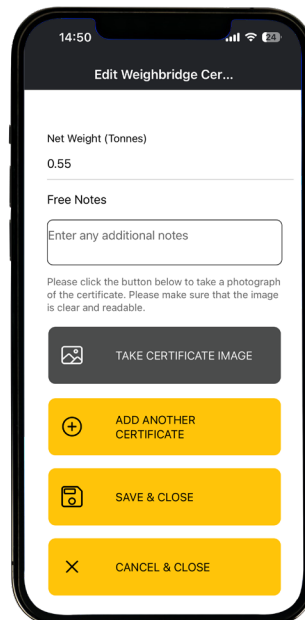 14:50
24
Edit Weighbridge Cer...
Net Weight (Tonnes)
0.55
Free Notes
Enter any additional notes
Please click the button below to take a photograph
of the certificate. Please make sure that the image
is clear and readable.
TAKE CERTIFICATE IMAGE
ADD ANOTHER
CERTIFICATE
SAVE & CLOSE
CANCEL & CLOSE